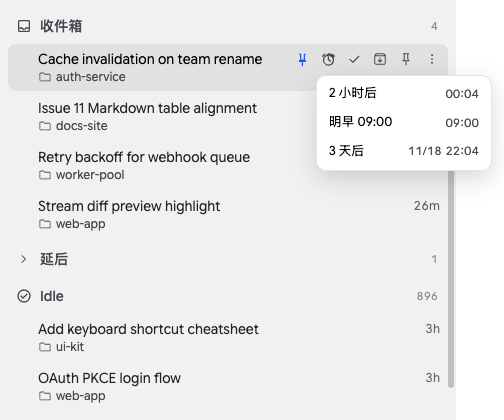 收件箱 4
Cache invalidation on team rename
auth-service
2 小时后 00:04
明早 09:00 09:00
3 天后 11/18 22:04
Issue 11 Markdown table alignment
docs-site
Retry backoff for webhook queue
worker-pool
Stream diff preview highlight 26m
web-app
延后 1
Idle 896
Add keyboard shortcut cheatsheet 3h
ui-kit
OAuth PKCE login flow 3h
web-app